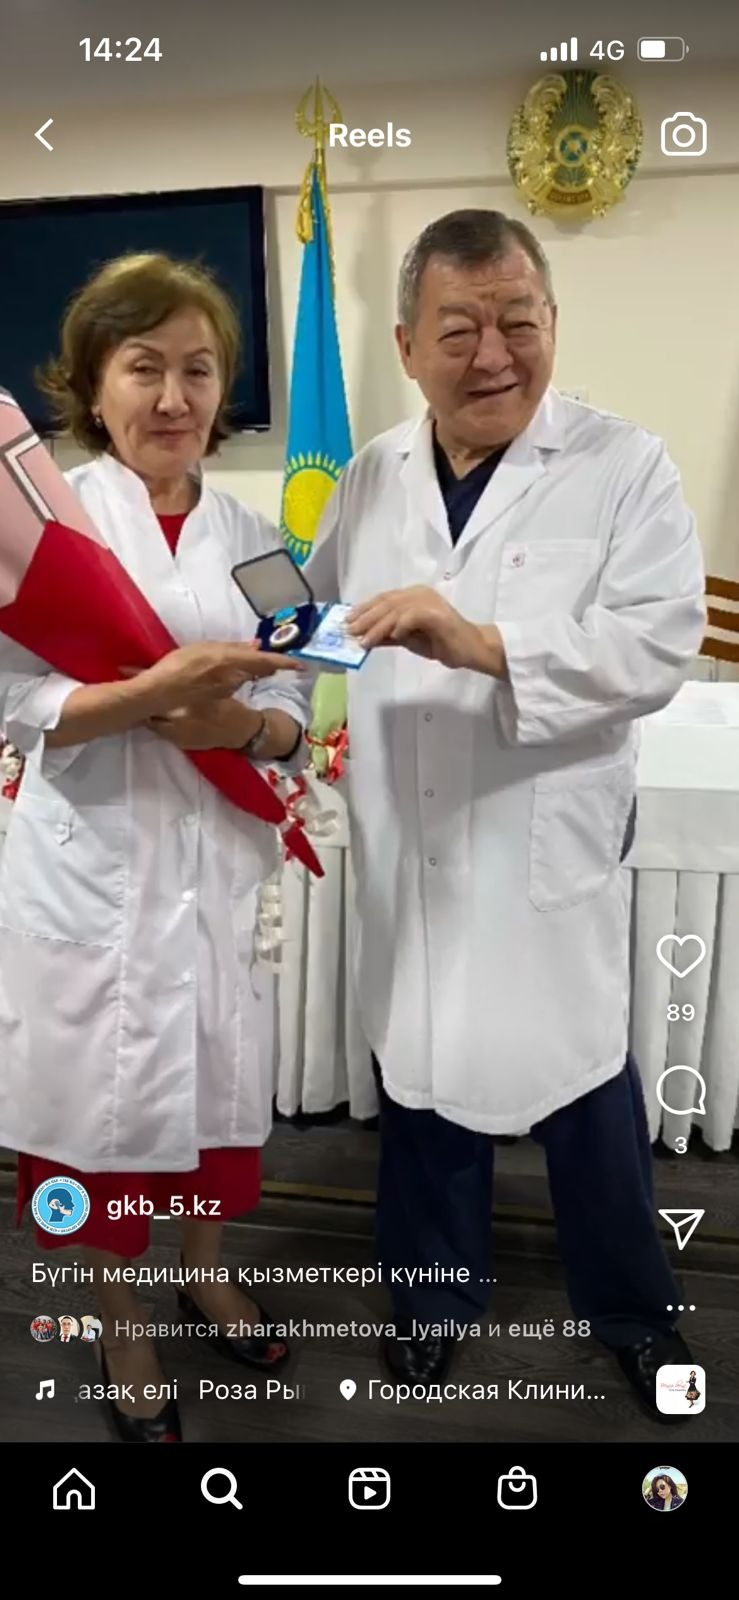 14:24
4G
Reels
89
3
gkb_5.kz
Бүгін медицина қызметкері күніне ...
Нравится zharakhmetova_lyailya и ещё 88
азақ елі Роза Ры
Городская Клини...